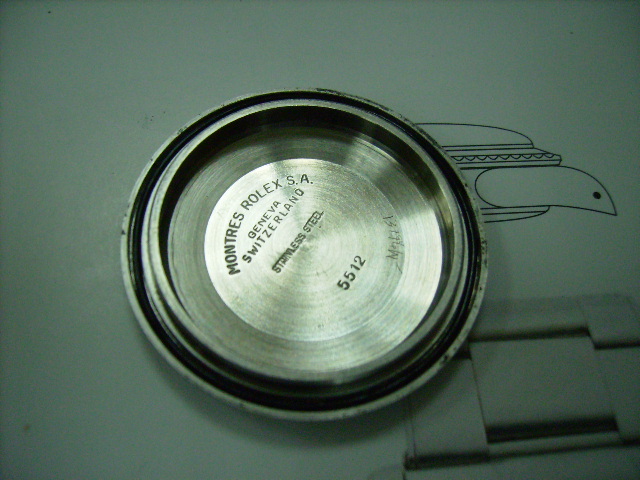 MONTRES ROLEX S.A.
GENEVA
SWITZERLAND
STAINLESS STEEL
5512